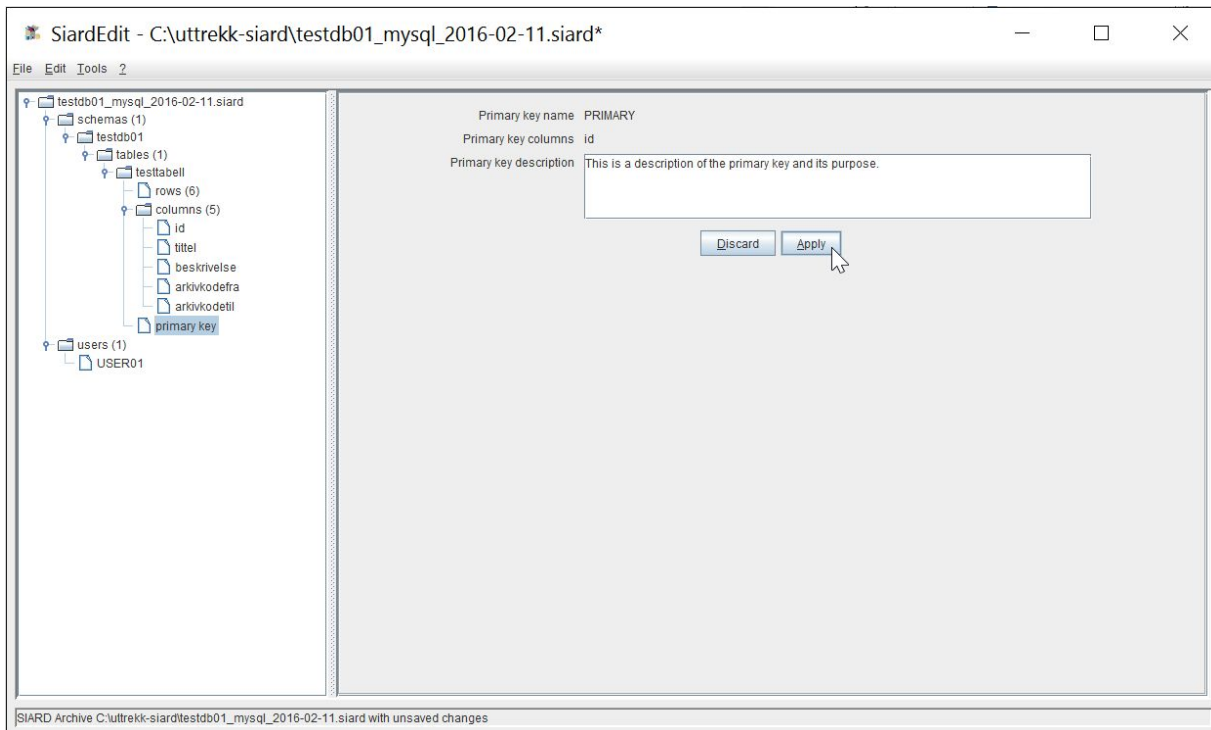 SiardEdit - C:\uttrekk-siard\testdb01_mysql_2016-02-11.siard*
File Edit Tools ?
testdb01_mysql_2016-02-11.siard
schemas (1)
testdb01
tables (1)
testtabell
rows (6)
columns (5)
id
tittel
beskrivelse
arkivkodefra
arkivkodetil
primary key
users (1)
USER01
Primary key name PRIMARY
Primary key columns id
Primary key description This is a description of the primary key and its purpose.
Discard Apply
SIARD Archive C:\uttrekk-siard\testdb01_mysql_2016-02-11.siard with unsaved changes